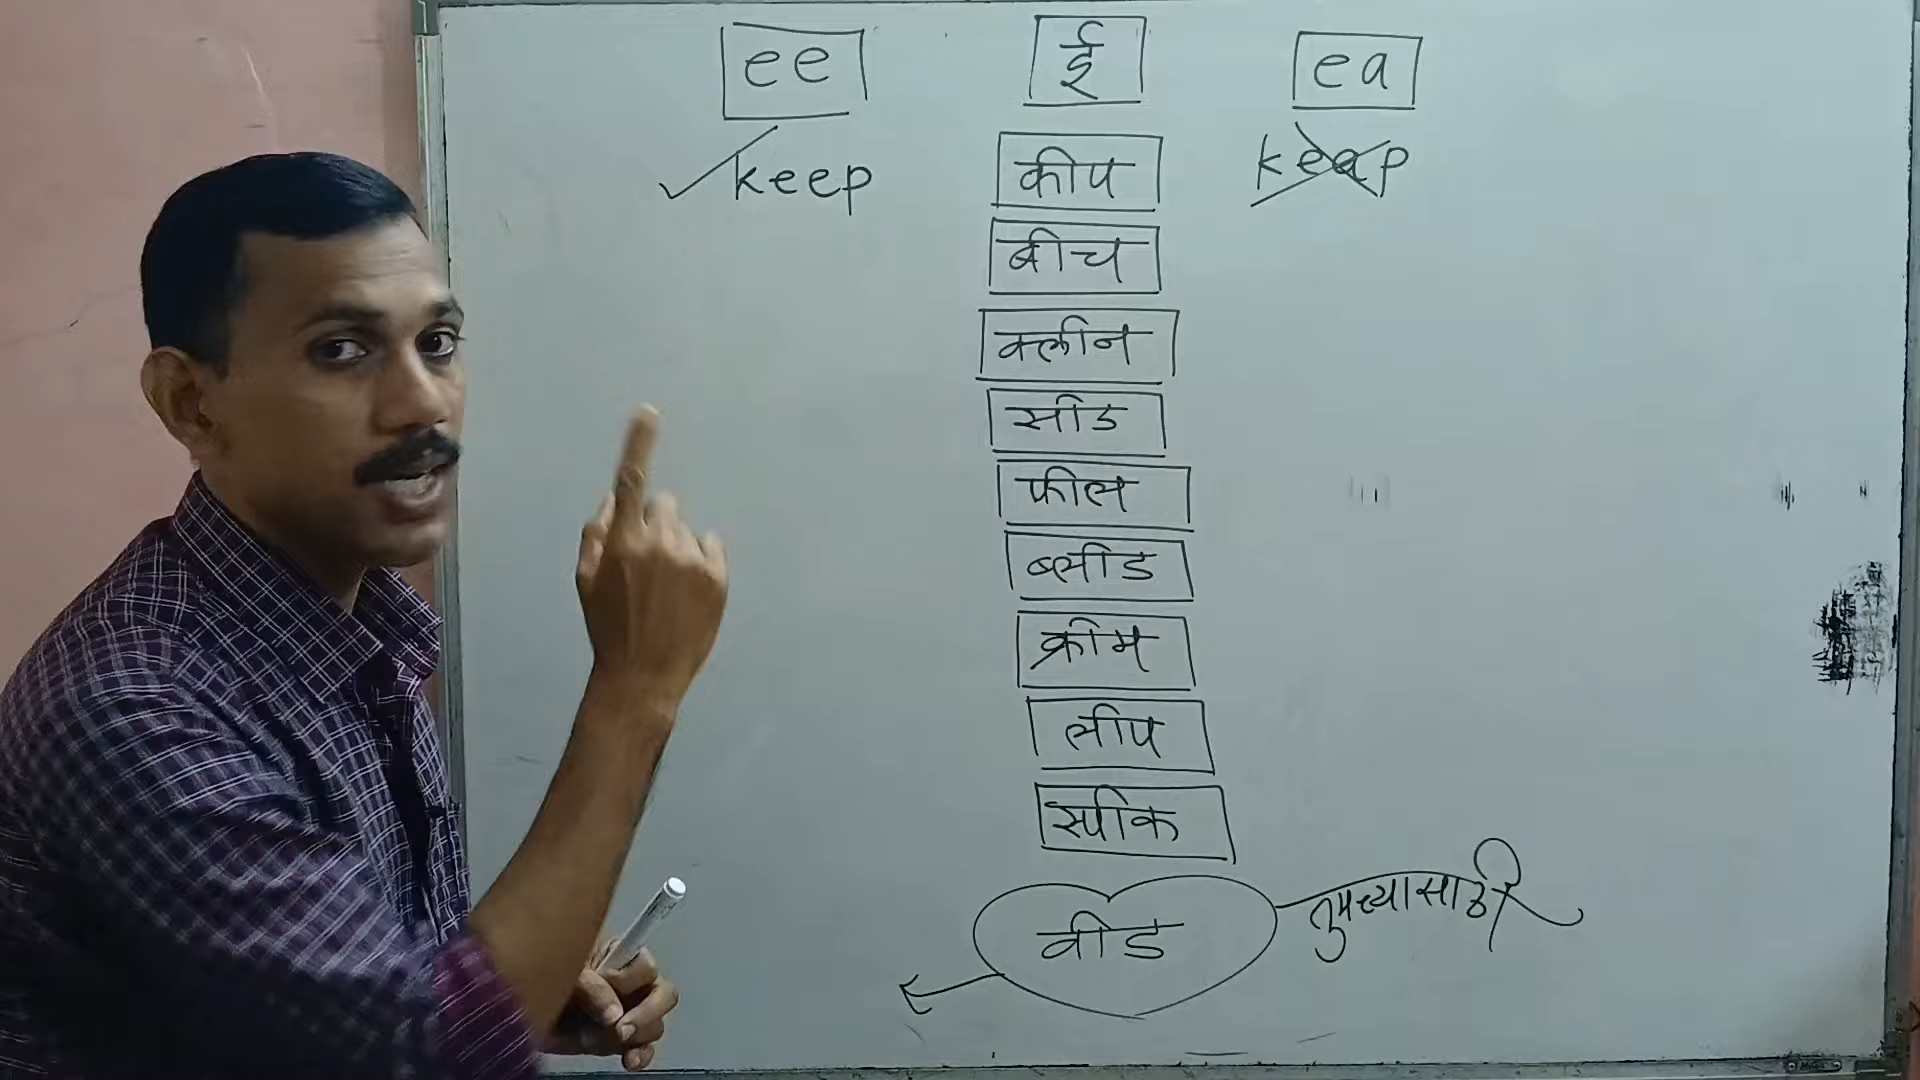 ee ई ea
keep कीप keap
बीच
क्लीन
सीड
फील
ब्लीड
क्रीम
लीप
स्पीक
वीड तुमच्यासाठी